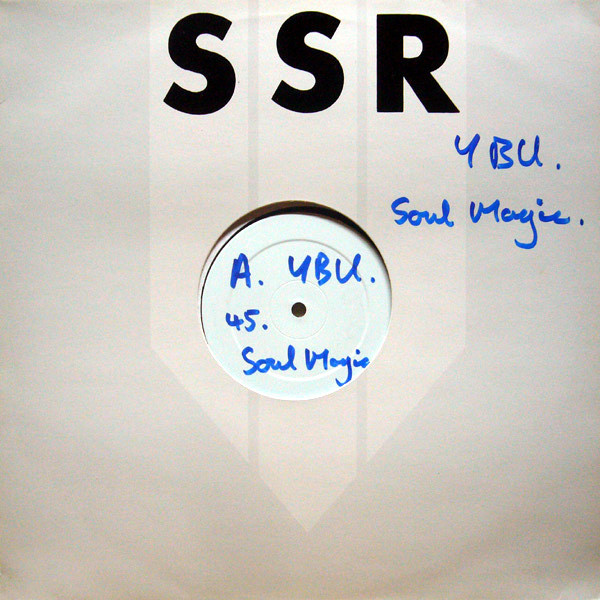 SSR
YBU.
Soul Magic.
A. YBU.
45.
Soul Magic